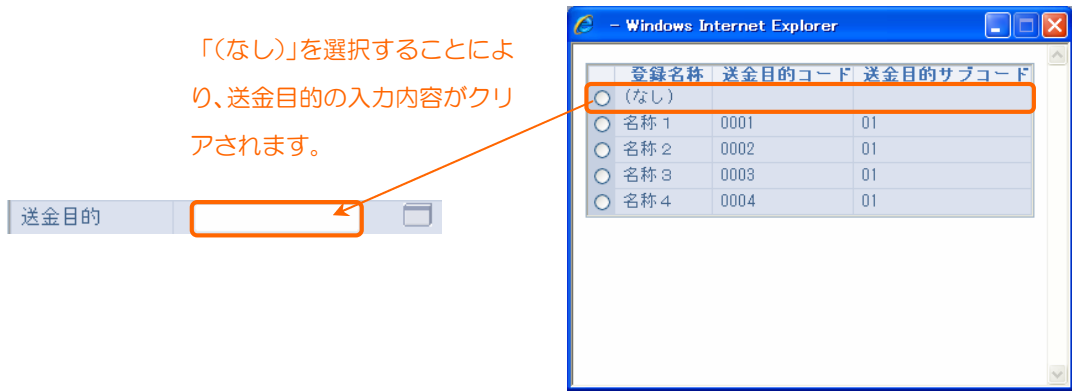 「(なし)」を選択することによ
り、送金目的の入力内容がクリ
アされます。
送金目的
- Windows Internet Explorer
登録名称 送金目的コード 送金目的サブコード
(なし)
名称1 0001 01
名称2 0002 01
名称3 0003 01
名称4 0004 01